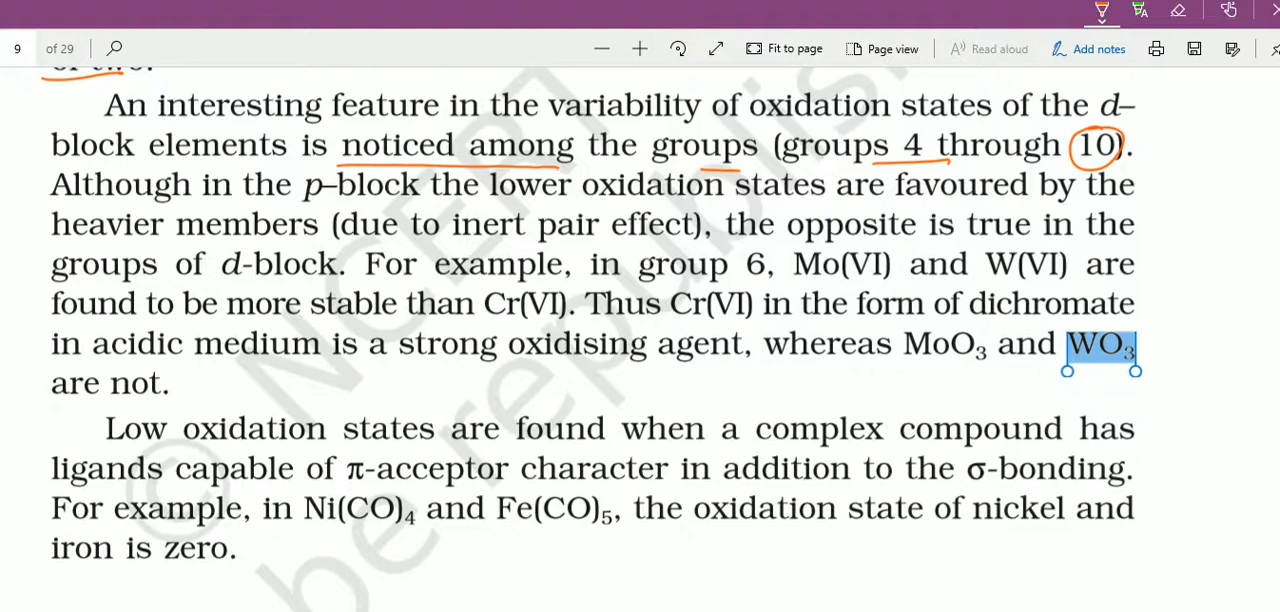 9 of 29 Fit to page Page view Read aloud Add notes
of two.
An interesting feature in the variability of oxidation states of the d–
block elements is noticed among the groups (groups 4 through 10).
Although in the p–block the lower oxidation states are favoured by the
heavier members (due to inert pair effect), the opposite is true in the
groups of d-block. For example, in group 6, Mo(VI) and W(VI) are
found to be more stable than Cr(VI). Thus Cr(VI) in the form of dichromate
in acidic medium is a strong oxidising agent, whereas MoO₃ and WO₃
are not.
Low oxidation states are found when a complex compound has
ligands capable of π-acceptor character in addition to the σ-bonding.
For example, in Ni(CO)₄ and Fe(CO)₅, the oxidation state of nickel and
iron is zero.
© NCERT
be republis